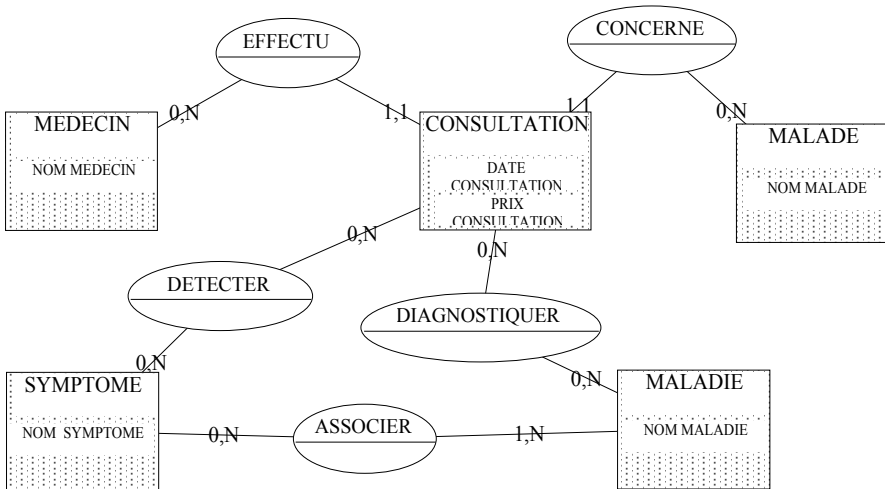 EFFECTU
CONCERNE
0,N
1,1
1,1
0,N
MEDECIN
NOM MEDECIN
CONSULTATION
DATE
CONSULTATION
PRIX
CONSULTATION
MALADE
NOM MALADE
0,N
0,N
DETECTER
DIAGNOSTIQUER
0,N
0,N
SYMPTOME
NOM SYMPTOME
MALADIE
NOM MALADIE
0,N
ASSOCIER
1,N